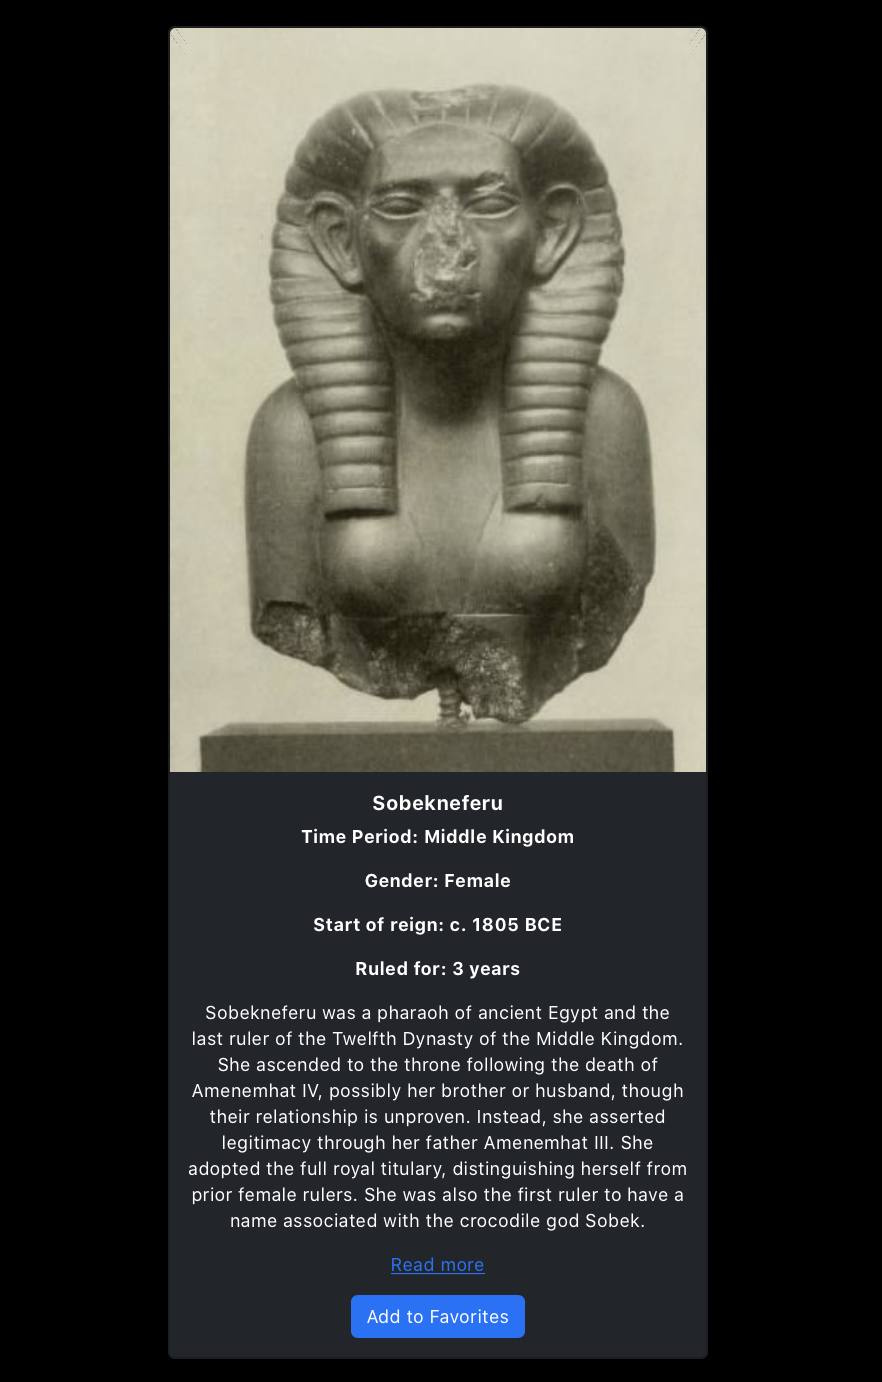 Sobekneferu
Time Period: Middle Kingdom
Gender: Female
Start of reign: c. 1805 BCE
Ruled for: 3 years
Sobekneferu was a pharaoh of ancient Egypt and the
last ruler of the Twelfth Dynasty of the Middle Kingdom.
She ascended to the throne following the death of
Amenemhat IV, possibly her brother or husband, though
their relationship is unproven. Instead, she asserted
legitimacy through her father Amenemhat III. She
adopted the full royal titulary, distinguishing herself from
prior female rulers. She was also the first ruler to have a
name associated with the crocodile god Sobek.
Read more
Add to Favorites